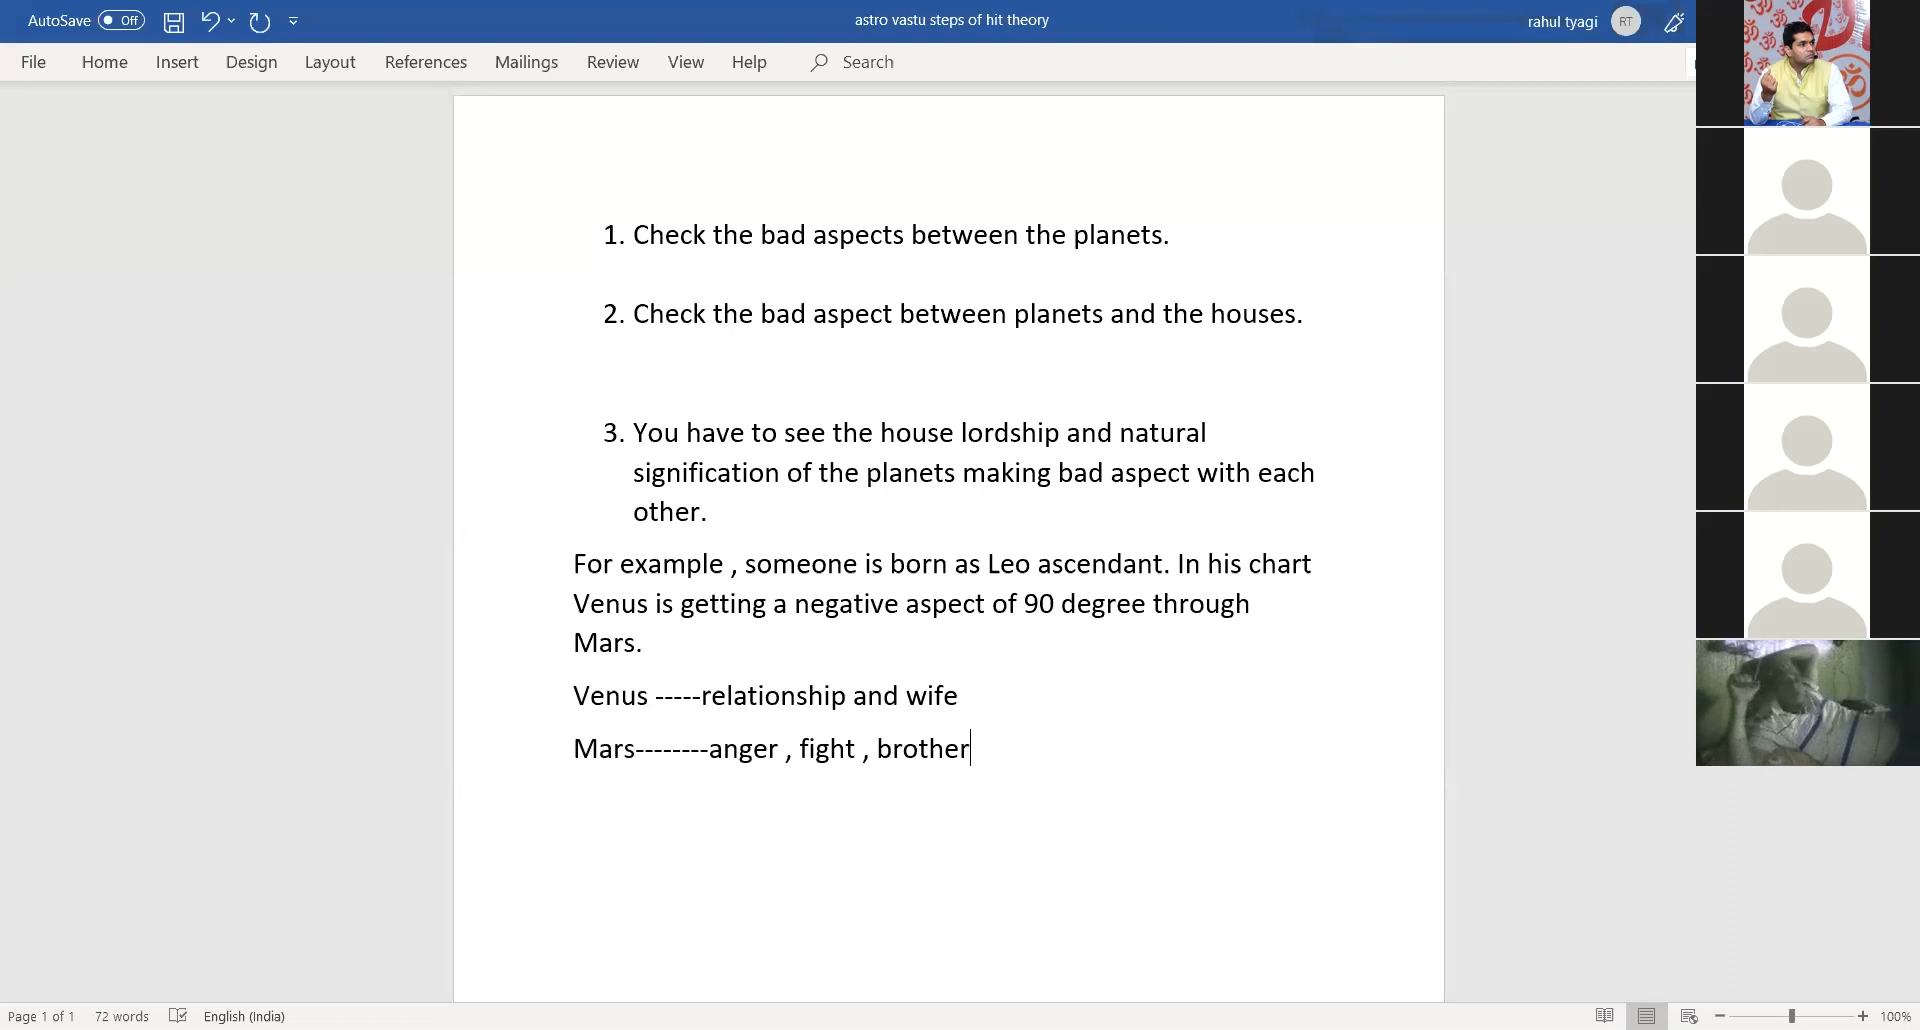 AutoSave Off
astro vastu steps of hit theory
rahul tyagi RT
File Home Insert Design Layout References Mailings Review View Help Search
1. Check the bad aspects between the planets.
2. Check the bad aspect between planets and the houses.
3. You have to see the house lordship and natural
signification of the planets making bad aspect with each
other.
For example , someone is born as Leo ascendant. In his chart
Venus is getting a negative aspect of 90 degree through
Mars.
Venus -----relationship and wife
Mars--------anger , fight , brother
Page 1 of 1 72 words English (India) 100%